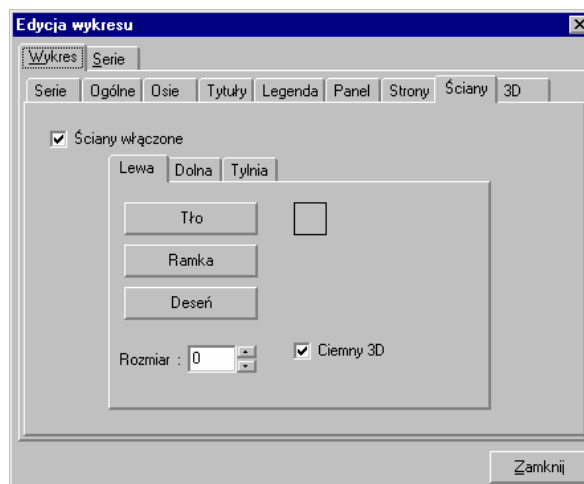 Edycja wykresu
Wykres Serie
Serie Ogólne Osie Tytuły Legenda Panel Strony Ściany 3D
Ściany włączone
Lewa Dolna Tylnia
Tło
Ramka
Deseń
Rozmiar : 0 Ciemny 3D
Zamknij